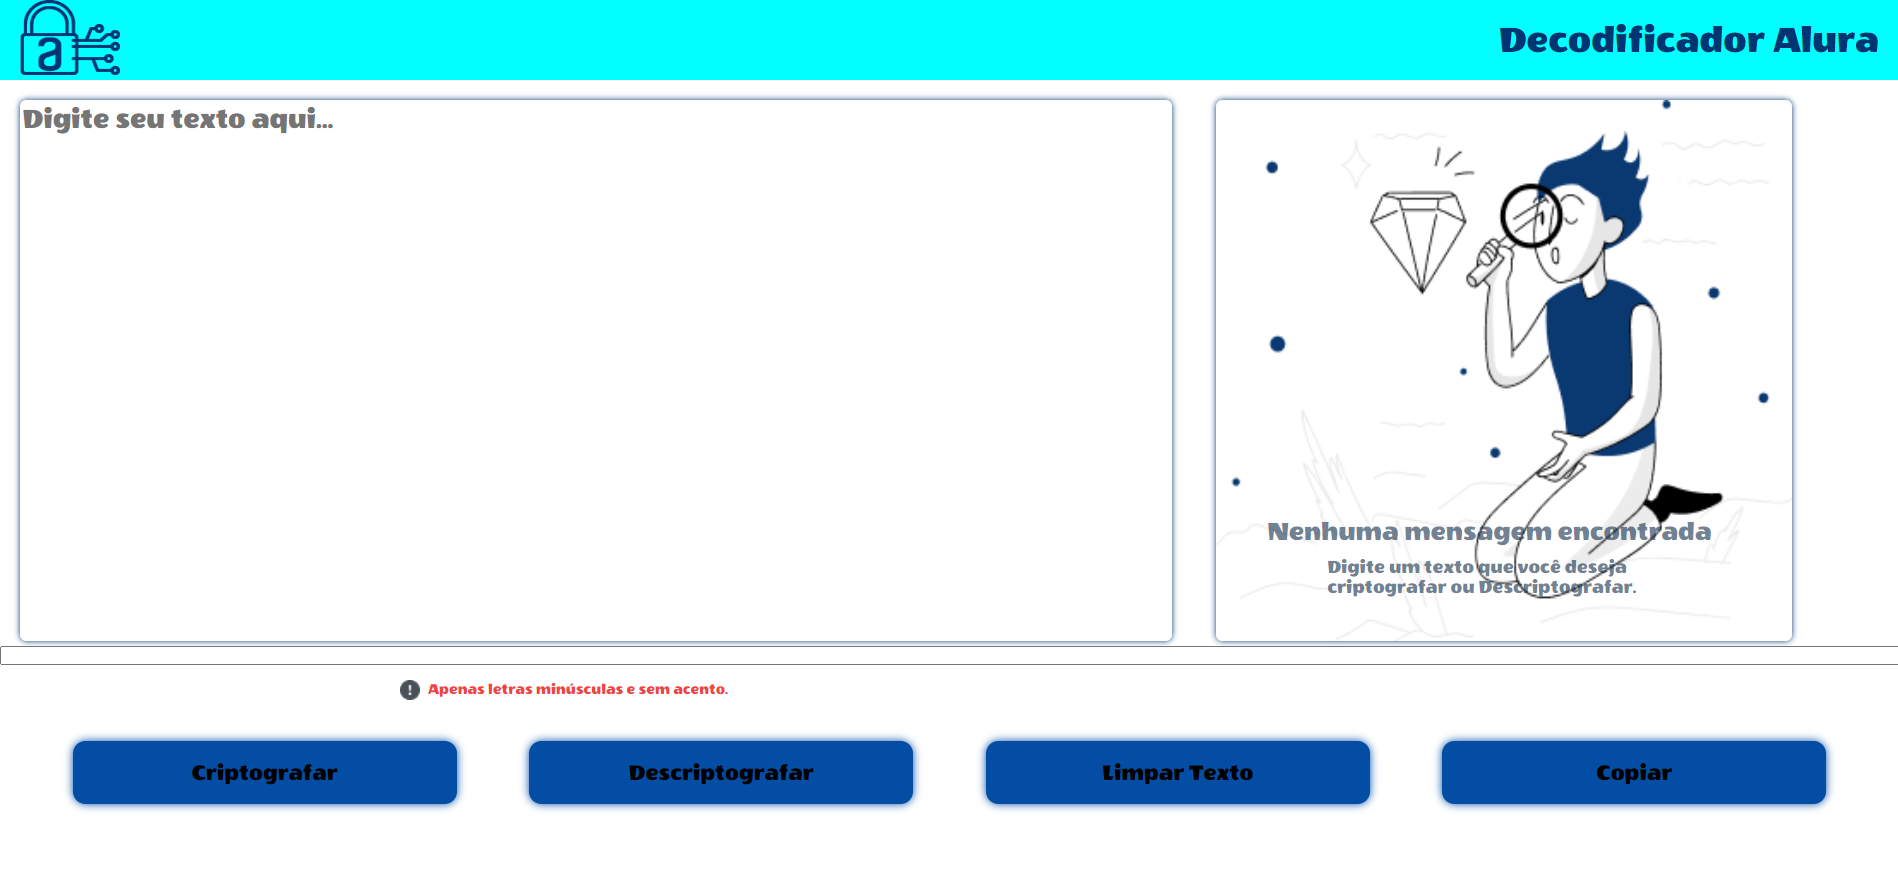 a
Decodificador Alura
Digite seu texto aqui...
Nenhuma mensagem encontrada
Digite um texto que você deseja
criptografar ou Descriptografar.
! Apenas letras minúsculas e sem acento.
Criptografar
Descriptografar
Limpar Texto
Copiar